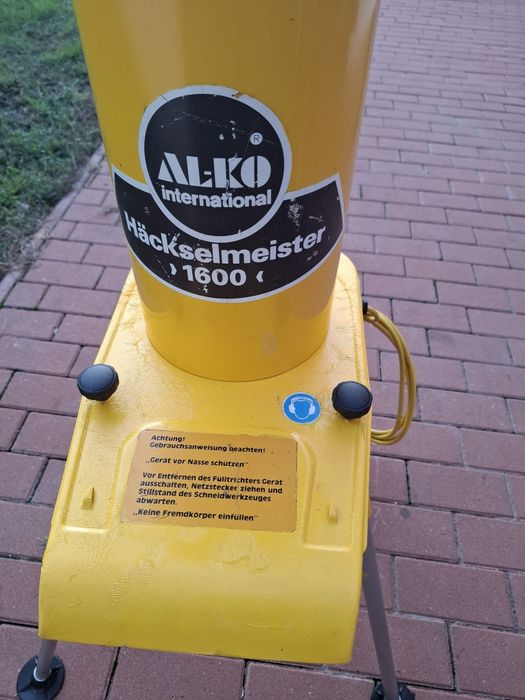 ®
AL-KO
international
Häckselmeister
› 1600 ‹
Achtung!
Gebrauchsanweisung beachten!
„Gerät vor Nässe schützen“
Vor Entfernen des Fülltrichters Gerät
ausschalten, Netzstecker ziehen und
Stillstand des Schneidwerkzeuges
abwarten.
„Keine Fremdkörper einfüllen“